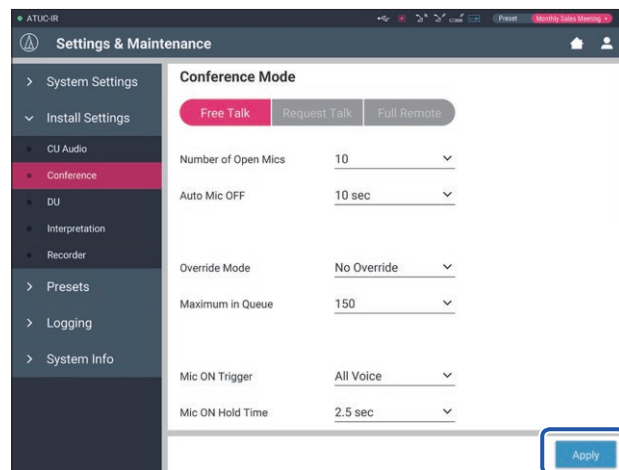 ATUC-IR
Preset Monthly Sales Meeting
Settings & Maintenance
System Settings
Install Settings
CU Audio
Conference
DU
Interpretation
Recorder
Presets
Logging
System Info
Conference Mode
Free Talk Request Talk Full Remote
Number of Open Mics 10
Auto Mic OFF 10 sec
Override Mode No Override
Maximum in Queue 150
Mic ON Trigger All Voice
Mic ON Hold Time 2.5 sec
Apply